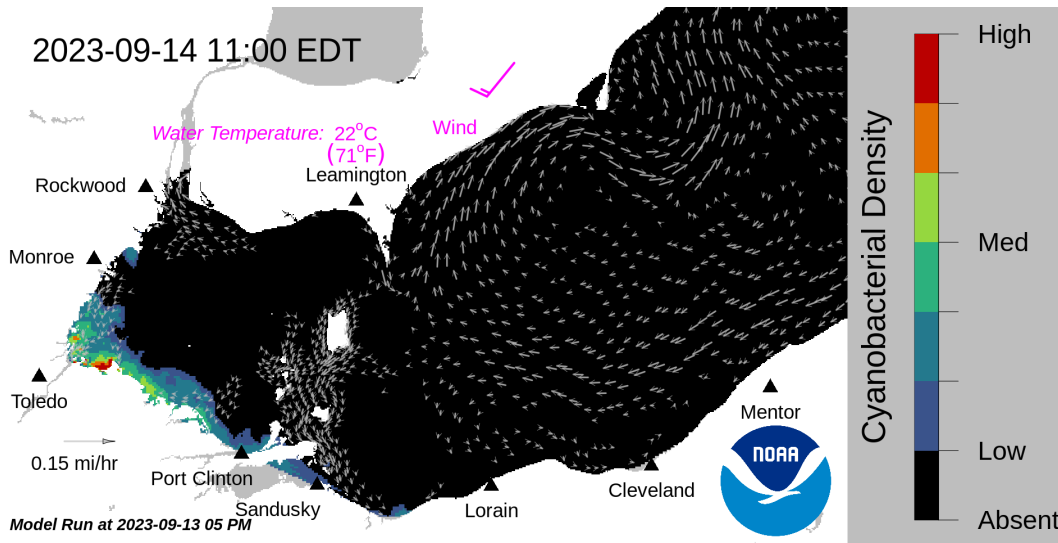 2023-09-14 11:00 EDT
High
Water Temperature: 22°C
(71°F)
Wind
Leamington
Rockwood
Monroe
Med
Cyanobacterial Density
Toledo
Mentor
NOAA
0.15 mi/hr
Low
Port Clinton
Sandusky
Lorain
Cleveland
Model Run at 2023-09-13 05 PM
Absent